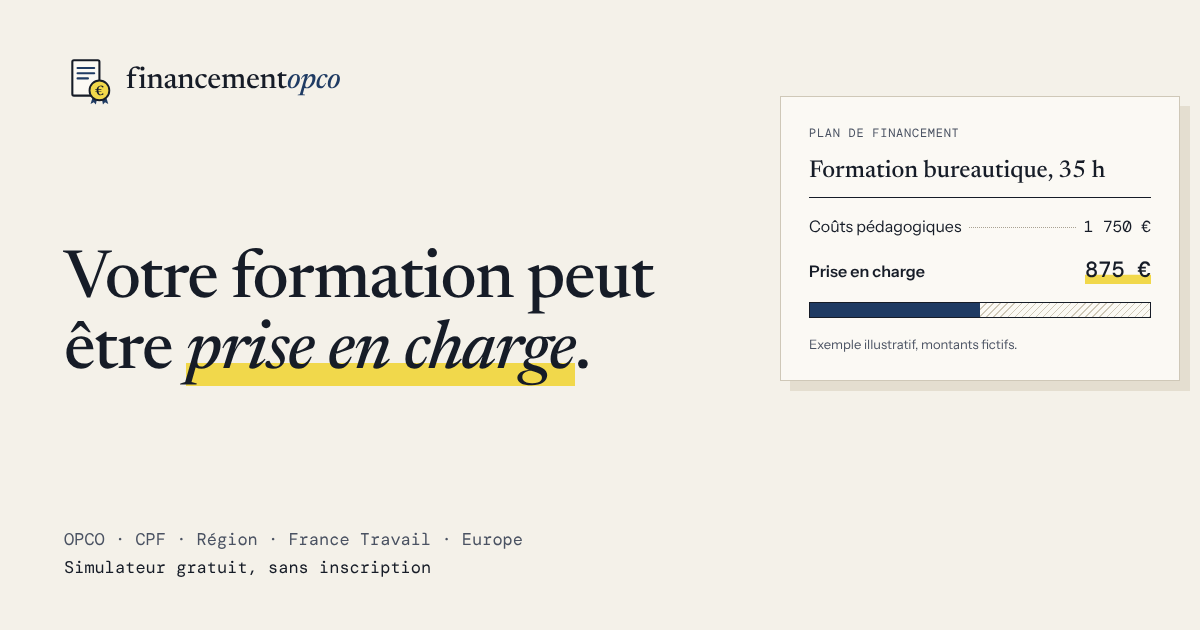 €
financementopco
Votre formation peut
être prise en charge.
OPCO · CPF · Région · France Travail · Europe
Simulateur gratuit, sans inscription
PLAN DE FINANCEMENT
Formation bureautique, 35 h
Coûts pédagogiques 1 750 €
Prise en charge 875 €
Exemple illustratif, montants fictifs.